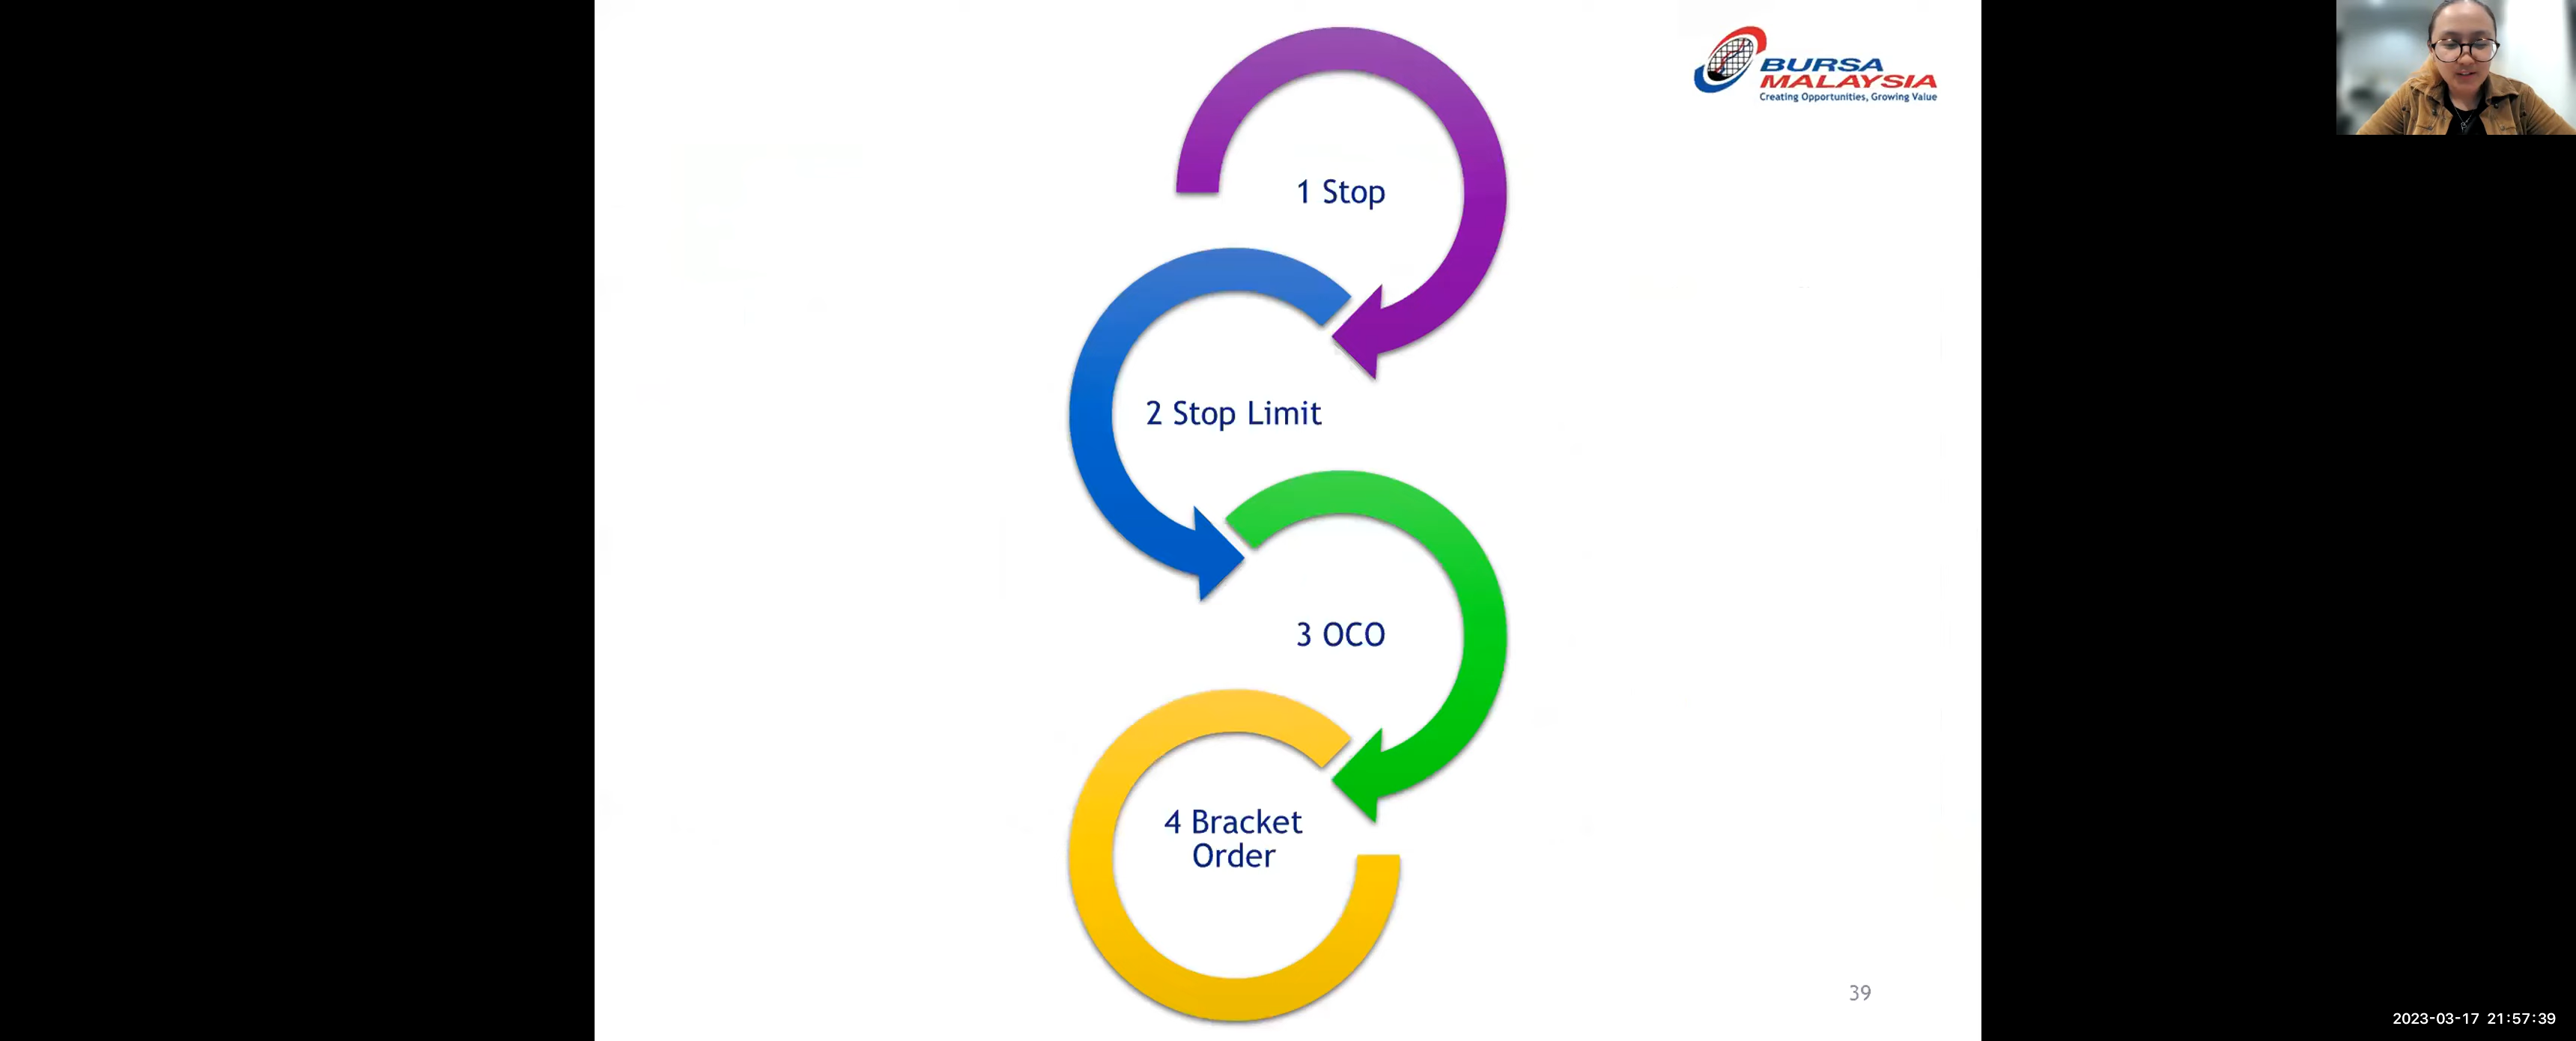 BURSA
MALAYSIA
Creating Opportunities, Growing Value
1 Stop
2 Stop Limit
3 OCO
4 Bracket
Order
39
2023-03-17 21:57:39